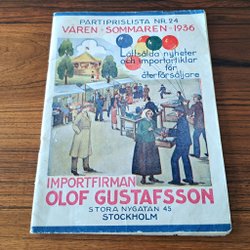 PARTIPRISLISTA NR. 24
VÅREN - SOMMAREN - 1936
Lättsålda nyheter
och importartiklar
för
återförsäljare
IMPORTFIRMAN
OLOF GUSTAFSSON
STORA NYGATAN 45
STOCKHOLM